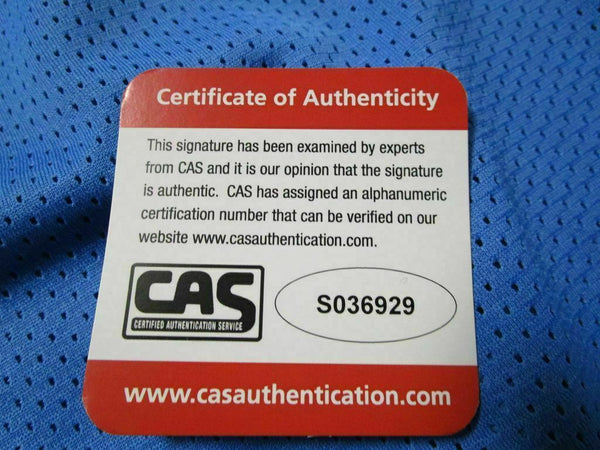 Certificate of Authenticity
This signature has been examined by experts
from CAS and it is our opinion that the signature
is authentic. CAS has assigned an alphanumeric
certification number that can be verified on our
website www.casauthentication.com.
CAS
CERTIFIED AUTHENTICATION SERVICE
S036929
www.casauthentication.com